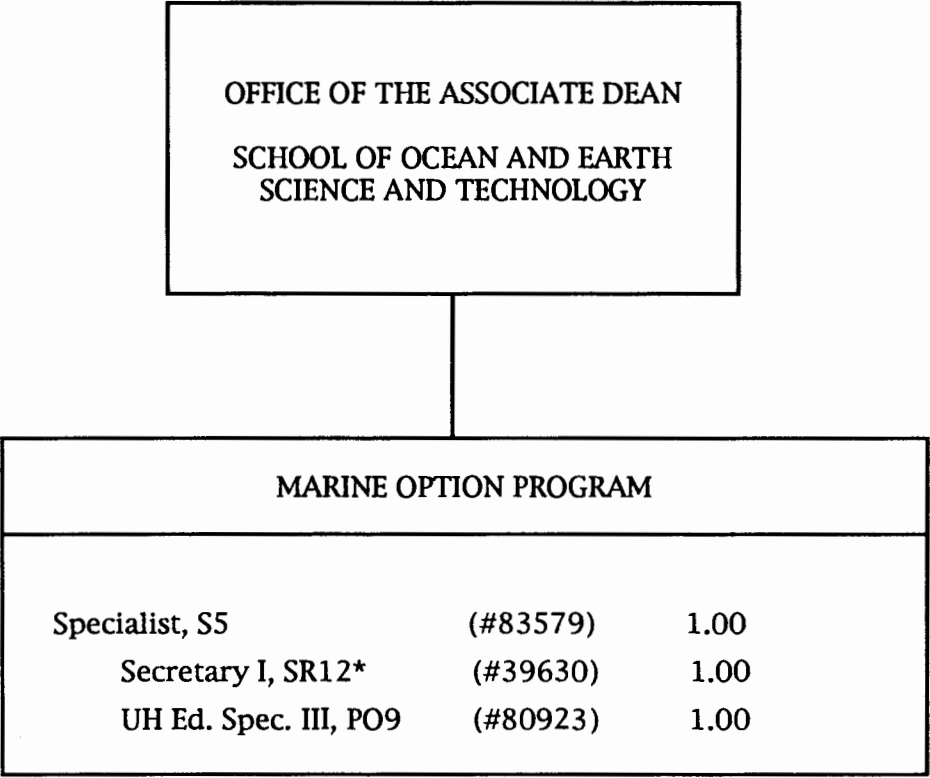 OFFICE OF THE ASSOCIATE DEAN
SCHOOL OF OCEAN AND EARTH
SCIENCE AND TECHNOLOGY
MARINE OPTION PROGRAM
Specialist, S5 (#83579) 1.00
Secretary I, SR12* (#39630) 1.00
UH Ed. Spec. III, PO9 (#80923) 1.00